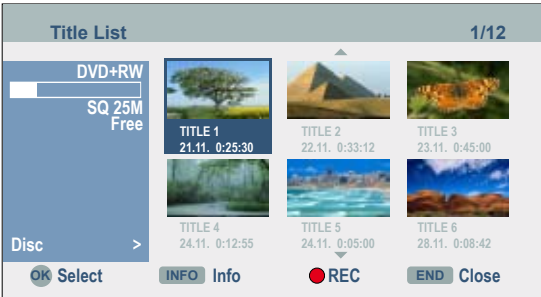 Title List 1/12
DVD+RW
SQ 25M
Free
TITLE 1
21.11. 0:25:30
TITLE 2
22.11. 0:33:12
TITLE 3
23.11. 0:45:00
TITLE 4
24.11. 0:12:55
TITLE 5
24.11. 0:05:00
TITLE 6
28.11. 0:08:42
Disc >
OK Select INFO Info REC END Close